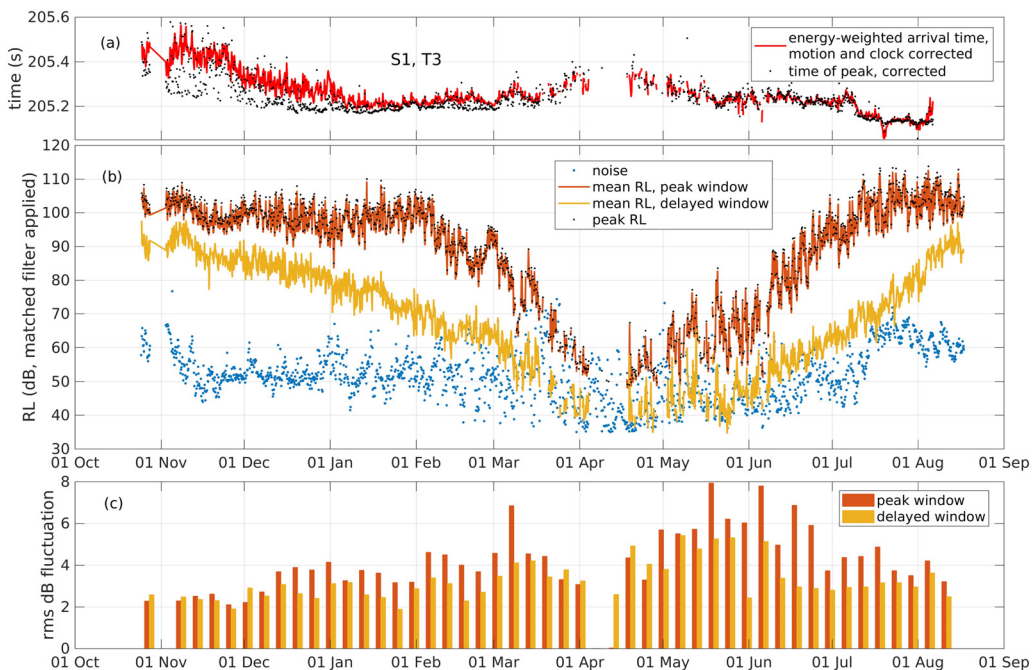 205.6
205.4
205.2
time (s)
(a)
S1, T3
energy-weighted arrival time,
motion and clock corrected
time of peak, corrected
120
110
100
90
80
70
60
50
40
30
RL (dB, matched filter applied)
(b)
noise
mean RL, peak window
mean RL, delayed window
peak RL
01 Oct 01 Nov 01 Dec 01 Jan 01 Feb 01 Mar 01 Apr 01 May 01 Jun 01 Jul 01 Aug 01 Sep
8
6
4
2
0
rms dB fluctuation
(c)
peak window
delayed window
01 Oct 01 Nov 01 Dec 01 Jan 01 Feb 01 Mar 01 Apr 01 May 01 Jun 01 Jul 01 Aug 01 Sep